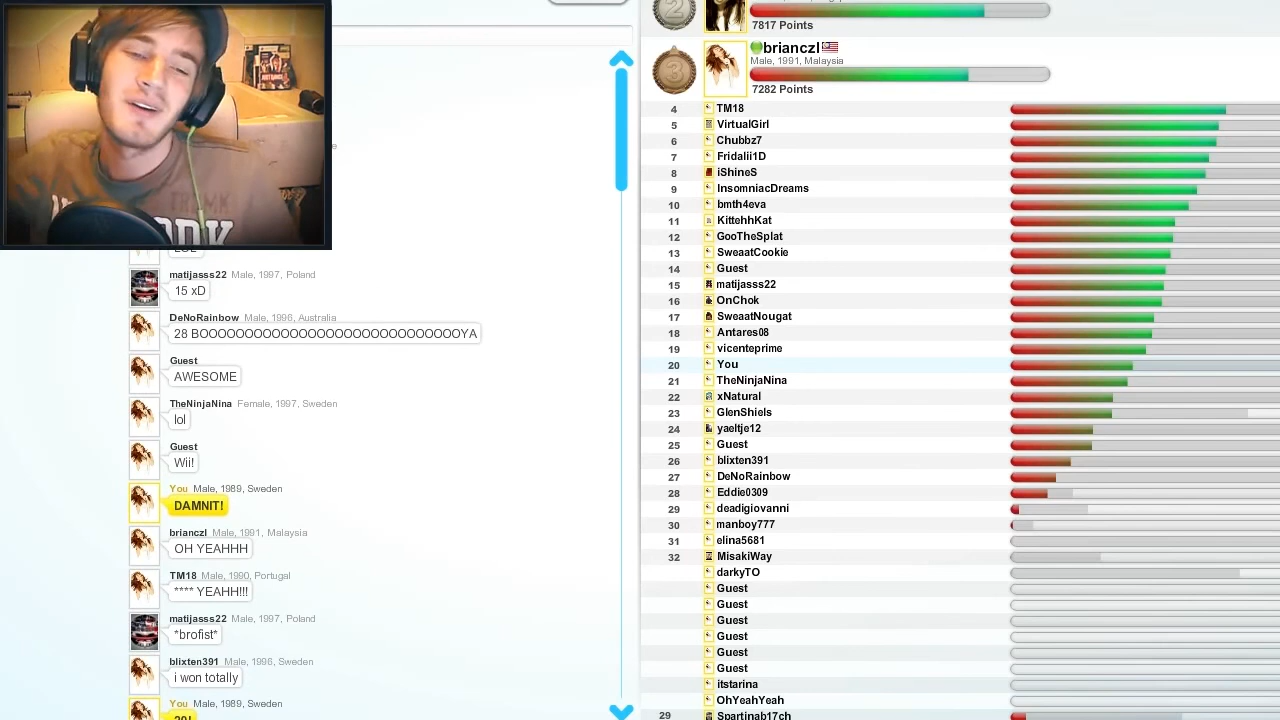 matijasss22 Male, 1997, Poland
15 xD
DeNoRainbow Male, 1996, Australia
28 BOOOOOOOOOOOOOOOOOOOOOOOOOOOOOYA
Guest
AWESOME
TheNinjaNina Female, 1997, Sweden
lol
Guest
Wii!
You Male, 1989, Sweden
DAMNIT!
brianczl Male, 1991, Malaysia
OH YEAHHH
TM18 Male, 1990, Portugal
**** YEAHH!!!
matijasss22 Male, 1997, Poland
*brofist*
blixten391 Male, 1996, Sweden
i won totally
You Male, 1989, Sweden
20!
2
7817 Points
3
brianczl
Male, 1991, Malaysia
7282 Points
4 TM18
5 VirtualGirl
6 Chubbz7
7 Fridalii1D
8 iShineS
9 InsomniacDreams
10 bmth4eva
11 KittehhKat
12 GooTheSplat
13 SweaatCookie
14 Guest
15 matijasss22
16 OnChok
17 SweaatNougat
18 Antares08
19 vicenteprime
20 You
21 TheNinjaNina
22 xNatural
23 GlenShiels
24 yaeltje12
25 Guest
26 blixten391
27 DeNoRainbow
28 Eddie0309
29 deadigiovanni
30 manboy777
31 elina5681
32 MisakiWay
darkyTO
Guest
Guest
Guest
Guest
Guest
Guest
itstarina
OhYeahYeah
29 Spartinab17ch